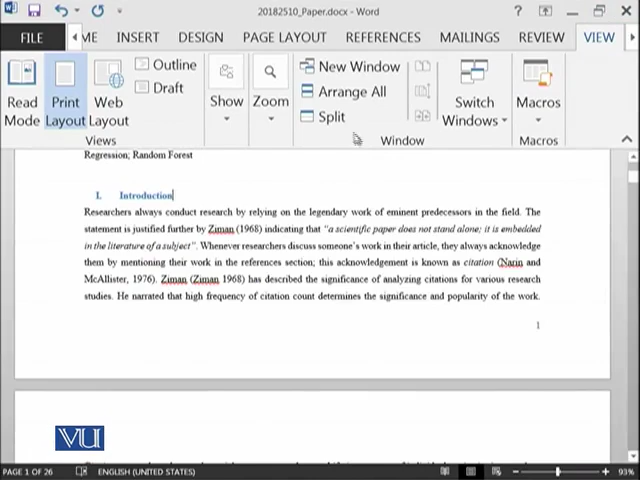 20182510_Paper.docx - Word
FILE ME INSERT DESIGN PAGE LAYOUT REFERENCES MAILINGS REVIEW VIEW
Read Mode
Print Layout
Web Layout
Outline
Draft
Views
Show
Zoom
New Window
Arrange All
Split
Window
Switch Windows
Macros
Macros
Regression; Random Forest
I. Introduction
Researchers always conduct research by relying on the legendary work of eminent predecessors in the field. The
statement is justified further by Ziman (1968) indicating that "a scientific paper does not stand alone; it is embedded
in the literature of a subject". Whenever researchers discuss someone's work in their article, they always acknowledge
them by mentioning their work in the references section; this acknowledgement is known as citation (Narin and
McAllister, 1976). Ziman (Ziman 1968) has described the significance of analyzing citations for various research
studies. He narrated that high frequency of citation count determines the significance and popularity of the work.
1
VU
PAGE 1 OF 26 ENGLISH (UNITED STATES) 93%